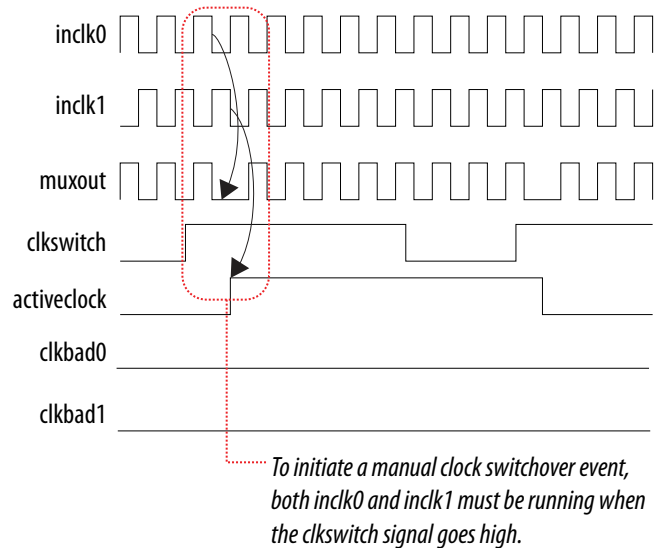 inclk0
inclk1
muxout
clkswitch
activeclock
clkbad0
clkbad1
To initiate a manual clock switchover event,
both inclk0 and inclk1 must be running when
the clkswitch signal goes high.